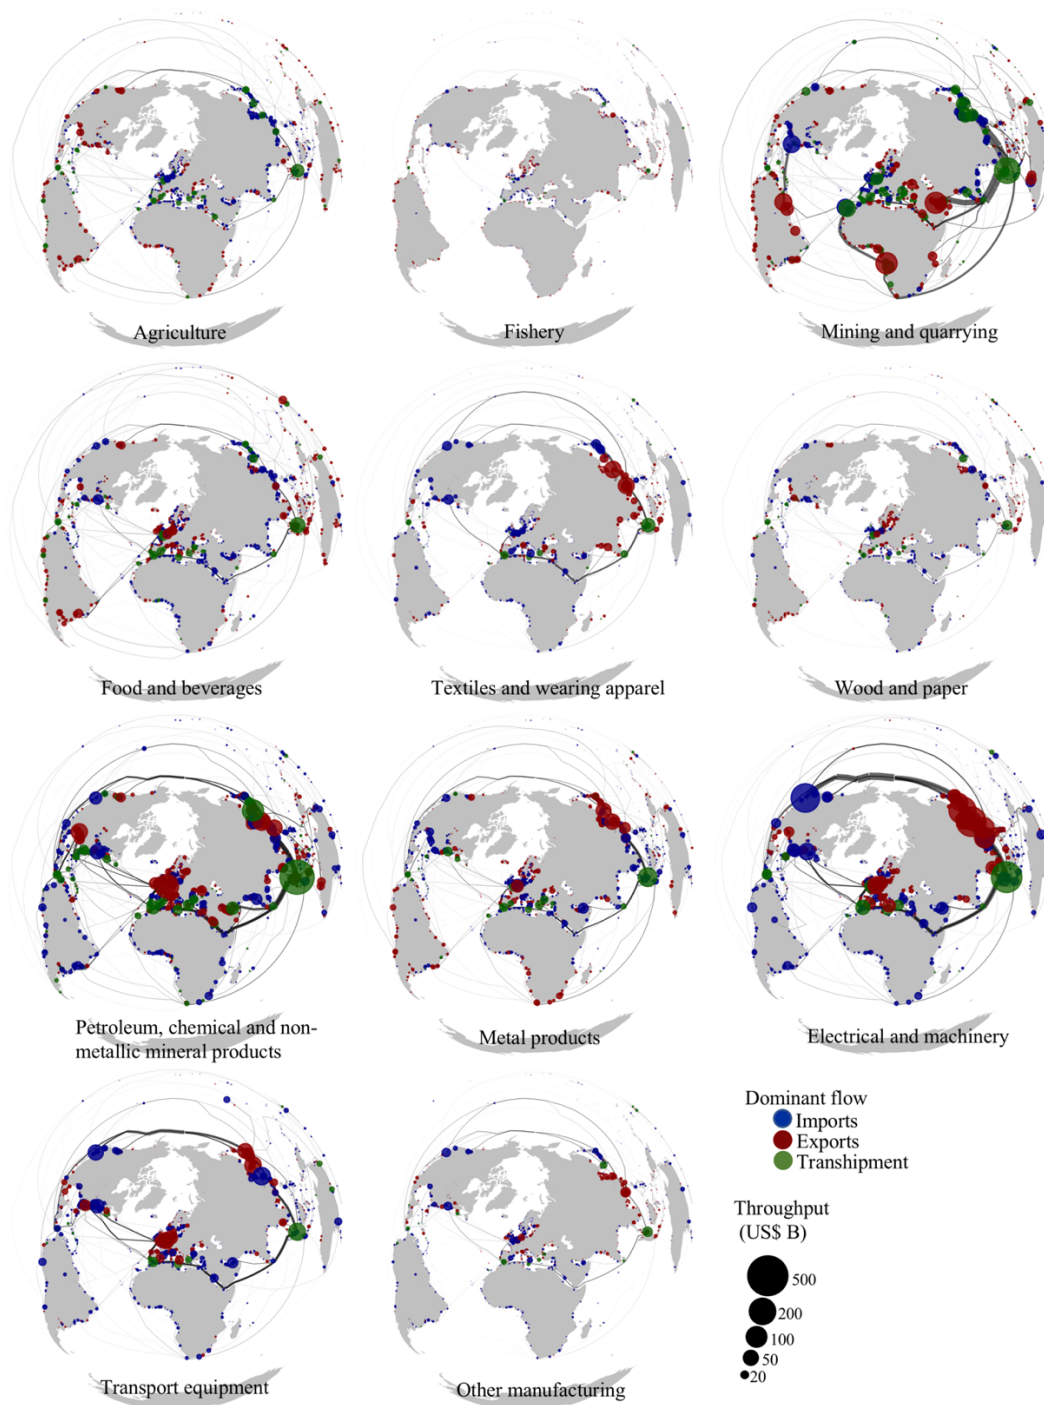 Agriculture
Fishery
Mining and quarrying
Food and beverages
Textiles and wearing apparel
Wood and paper
Petroleum, chemical and non-
metallic mineral products
Metal products
Electrical and machinery
Transport equipment
Other manufacturing
Dominant flow
Imports
Exports
Transhipment
Throughput
(US$ B)
500
200
100
50
20